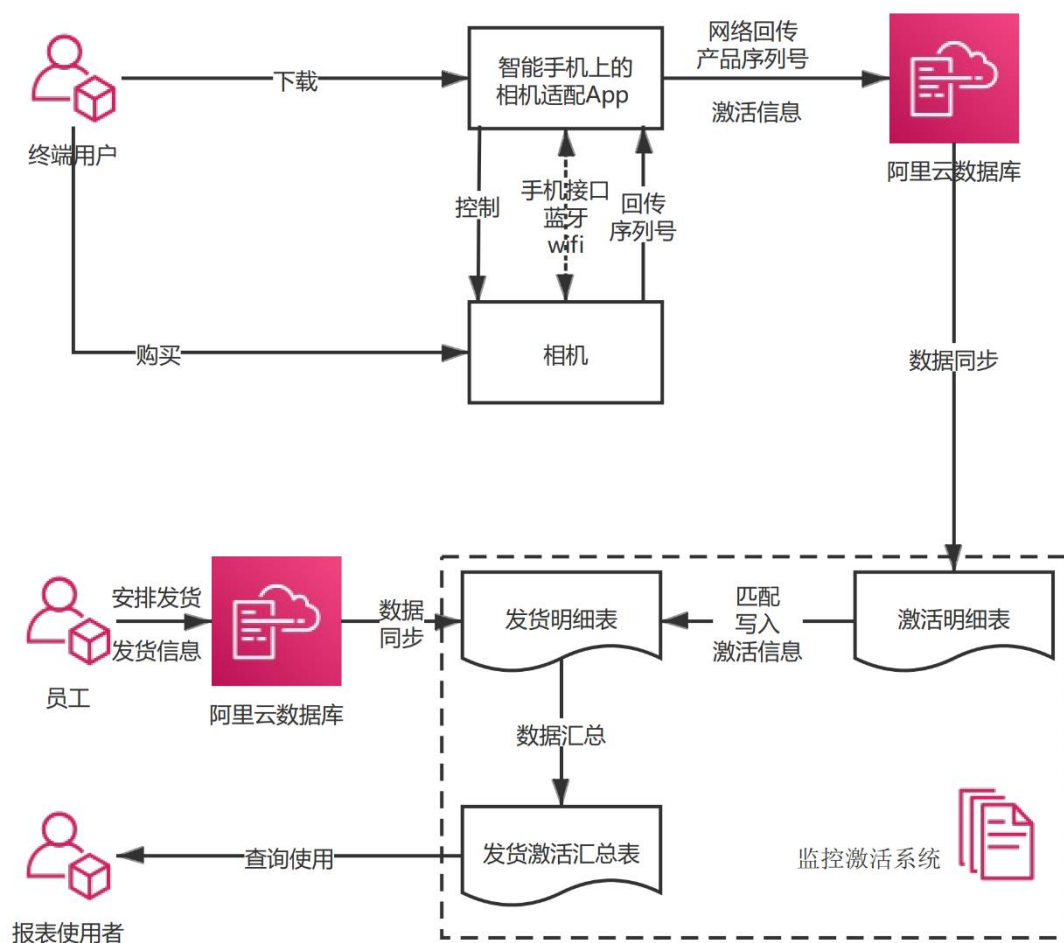 终端用户
下载
智能手机上的
相机适配App
网络回传
产品序列号
激活信息
阿里云数据库
控制
手机接口
蓝牙
wifi
回传
序列号
购买
相机
数据同步
员工
安排发货
发货信息
阿里云数据库
数据
同步
发货明细表
匹配
写入
激活信息
激活明细表
数据汇总
发货激活汇总表
查询使用
报表使用者
监控激活系统